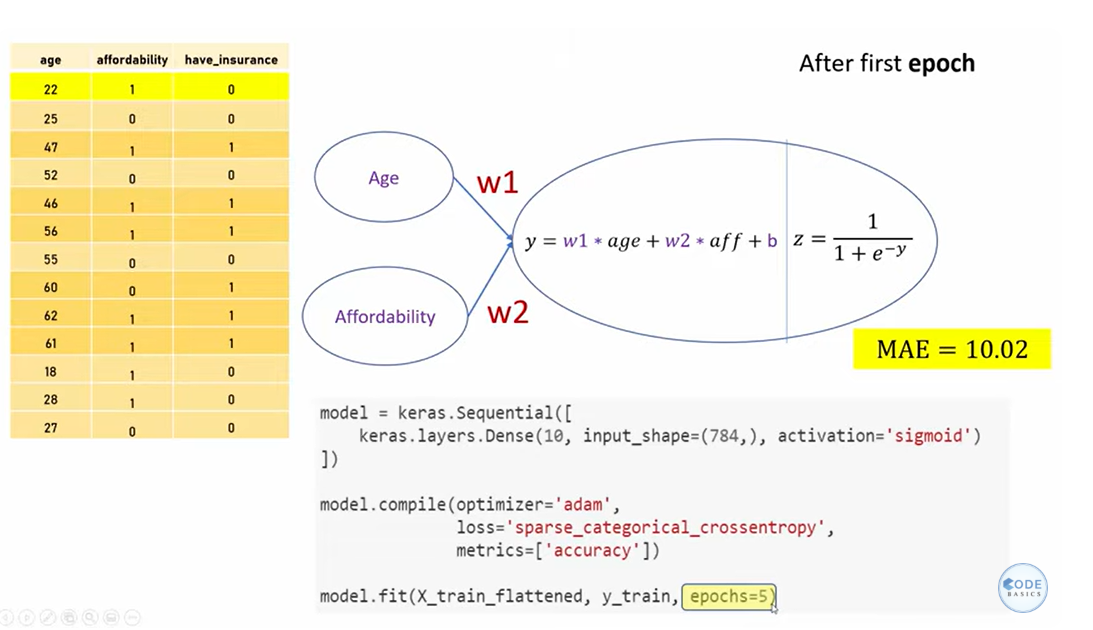 After first epoch
age affordability have_insurance
22 1 0
25 0 0
47 1 1
52 0 0
46 1 1
56 1 1
55 0 0
60 0 1
62 1 1
61 1 1
18 1 0
28 1 0
27 0 0
Age
w1
y = w1 * age + w2 * aff + b
z = 1 / 1 + e^−y
Affordability
w2
MAE = 10.02
model = keras.Sequential([
    keras.layers.Dense(10, input_shape=(784,), activation='sigmoid')
])
model.compile(optimizer='adam',
              loss='sparse_categorical_crossentropy',
              metrics=['accuracy'])
model.fit(X_train_flattened, y_train, epochs=5)
CODE
BASICS